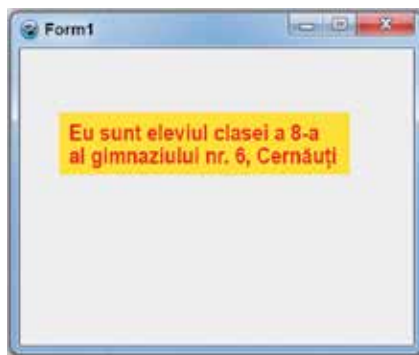 Form1
Eu sunt eleviul clasei a 8-a
al gimnaziului nr. 6, Cernăuți